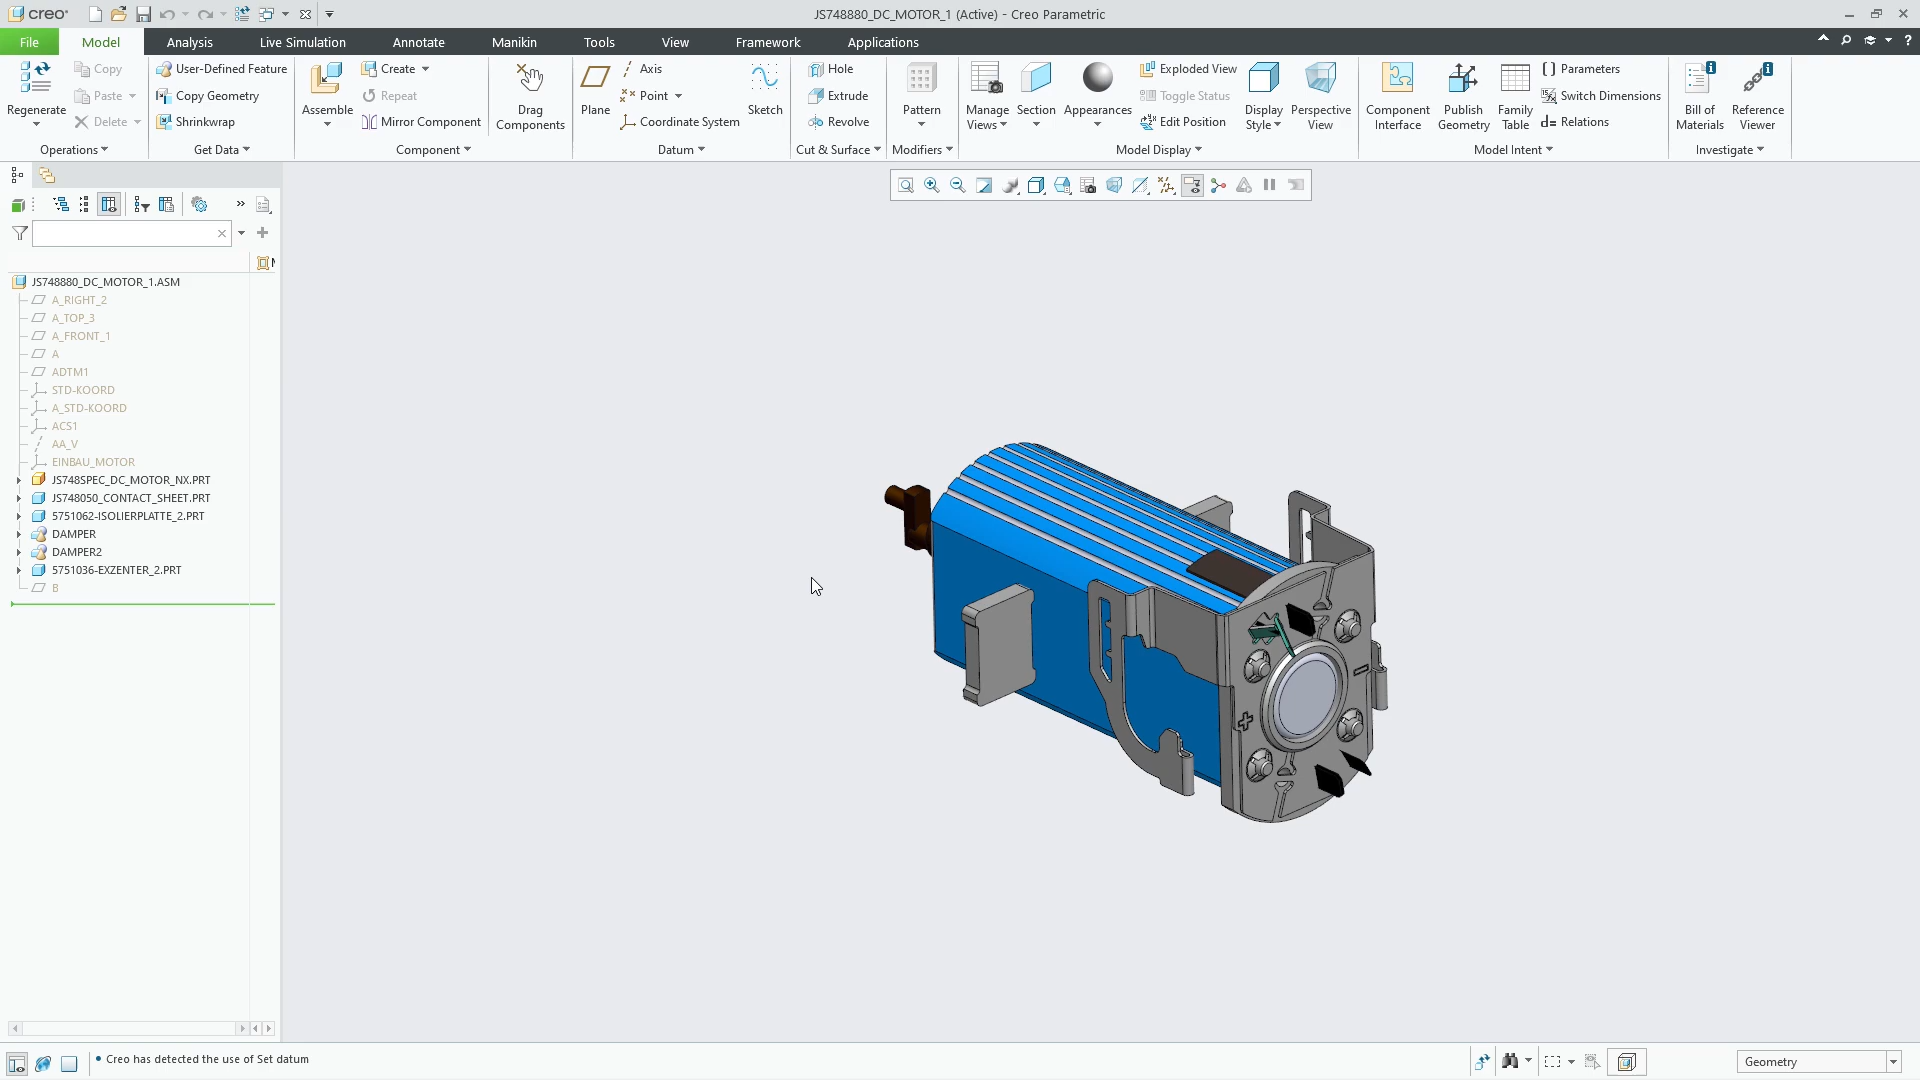 creo
JS748880_DC_MOTOR_1 (Active) - Creo Parametric
File Model Analysis Live Simulation Annotate Manikin Tools View Framework Applications
Regenerate
Copy
Paste
Delete
Operations
User-Defined Feature
Copy Geometry
Shrinkwrap
Get Data
Assemble
Create
Repeat
Mirror Component
Drag
Components
Component
Plane
Axis
Point
Coordinate System
Sketch
Datum
Hole
Extrude
Revolve
Cut & Surface
Pattern
Modifiers
Manage
Views
Section
Appearances
Exploded View
Toggle Status
Edit Position
Display
Style
Perspective
View
Model Display
Component
Interface
Publish
Geometry
Family
Table
Parameters
Switch Dimensions
Relations
Model Intent
Bill of
Materials
Reference
Viewer
Investigate
JS748880_DC_MOTOR_1.ASM
A_RIGHT_2
A_TOP_3
A_FRONT_1
A
ADTM1
STD-KOORD
A_STD-KOORD
ACS1
AA_V
EINBAU_MOTOR
JS748SPEC_DC_MOTOR_NX.PRT
JS748050_CONTACT_SHEET.PRT
5751062-ISOLIERPLATTE_2.PRT
DAMPER
DAMPER2
5751036-EXZENTER_2.PRT
B
• Creo has detected the use of Set datum
Geometry